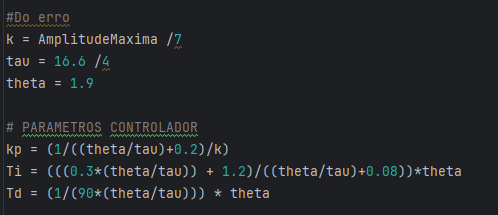 #Do erro
k = AmplitudeMaxima /7
tau = 16.6 /4
theta = 1.9
# PARAMETROS CONTROLADOR
kp = (1/((theta/tau)+0.2)/k)
Ti = (((0.3*(theta/tau)) + 1.2)/((theta/tau)+0.08))*theta
Td = (1/(90*(theta/tau))) * theta